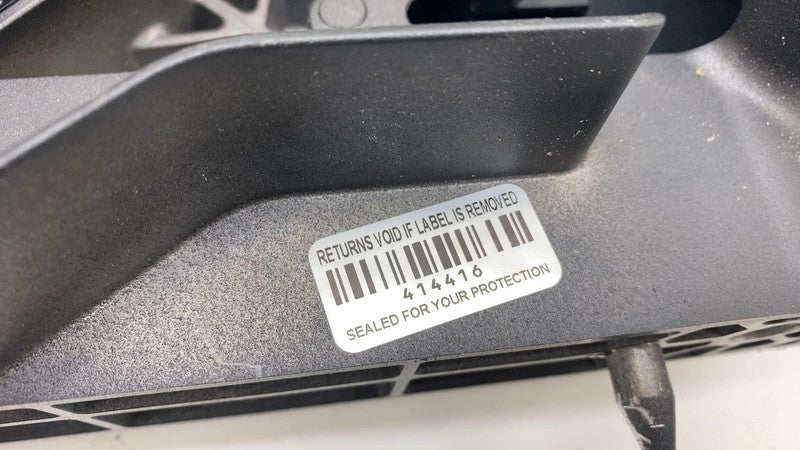 RETURNS VOID IF LABEL IS REMOVED
414416
SEALED FOR YOUR PROTECTION